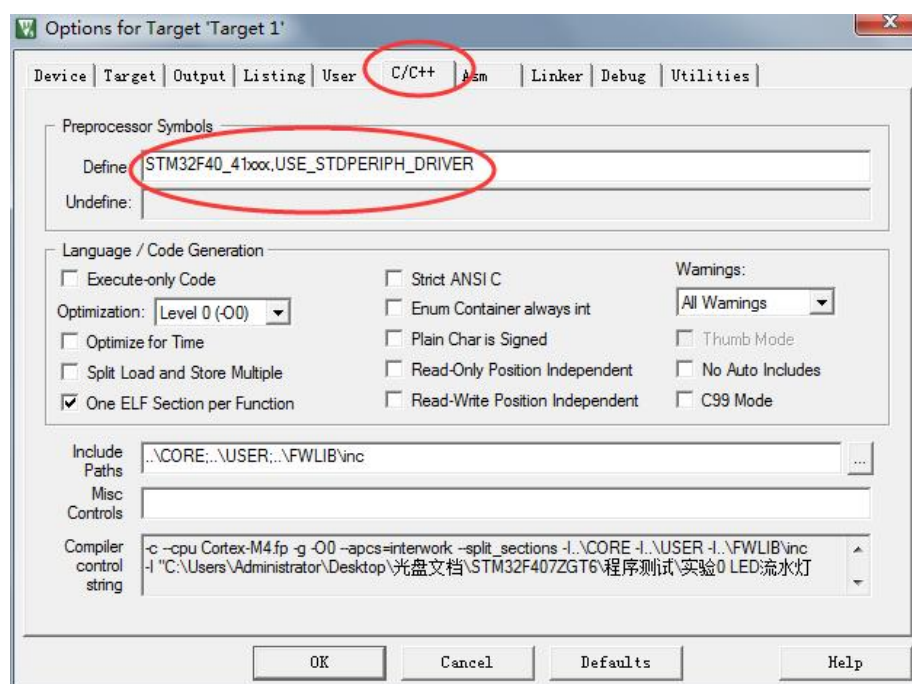 Options for Target 'Target 1'
Device Target Output Listing User C/C++ Asm Linker Debug Utilities
Preprocessor Symbols
Define: STM32F40_41xxx,USE_STDPERIPH_DRIVER
Undefine:
Language / Code Generation
Execute-only Code
Strict ANSI C
Warnings:
Optimization: Level 0 (-O0)
Enum Container always int
All Warnings
Optimize for Time
Plain Char is Signed
Thumb Mode
Split Load and Store Multiple
Read-Only Position Independent
No Auto Includes
One ELF Section per Function
Read-Write Position Independent
C99 Mode
Include Paths
..\CORE;..\USER;..\FWLIB\inc
...
Misc Controls
Compiler control string
-c --cpu Cortex-M4.fp -g -O0 --apcs=interwork --split_sections -I..\CORE -I..\USER -I..\FWLIB\inc
-I "C:\Users\Administrator\Desktop\光盘文档\STM32F407ZGT6\程序测试\实验0 LED流水灯
OK Cancel Defaults Help